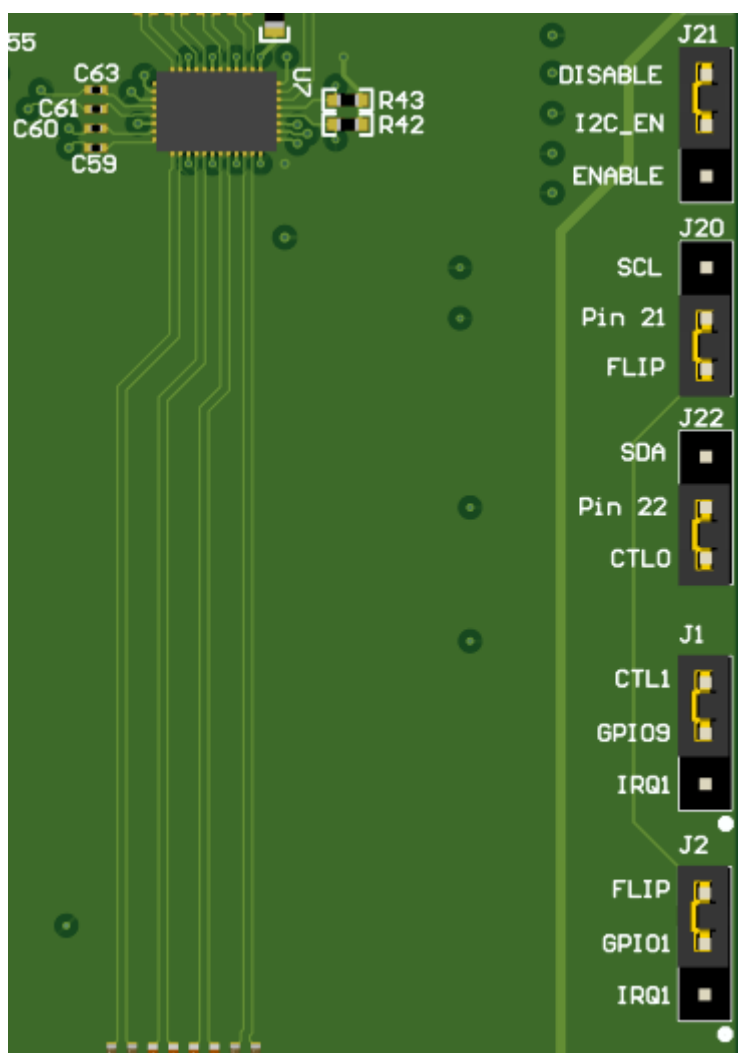 55
C63
C61
C60
C59
U7
R43
R42
J21
DISABLE
I2C_EN
ENABLE
J20
SCL
Pin 21
FLIP
J22
SDA
Pin 22
CTL0
J1
CTL1
GPIO9
IRQ1
J2
FLIP
GPIO1
IRQ1